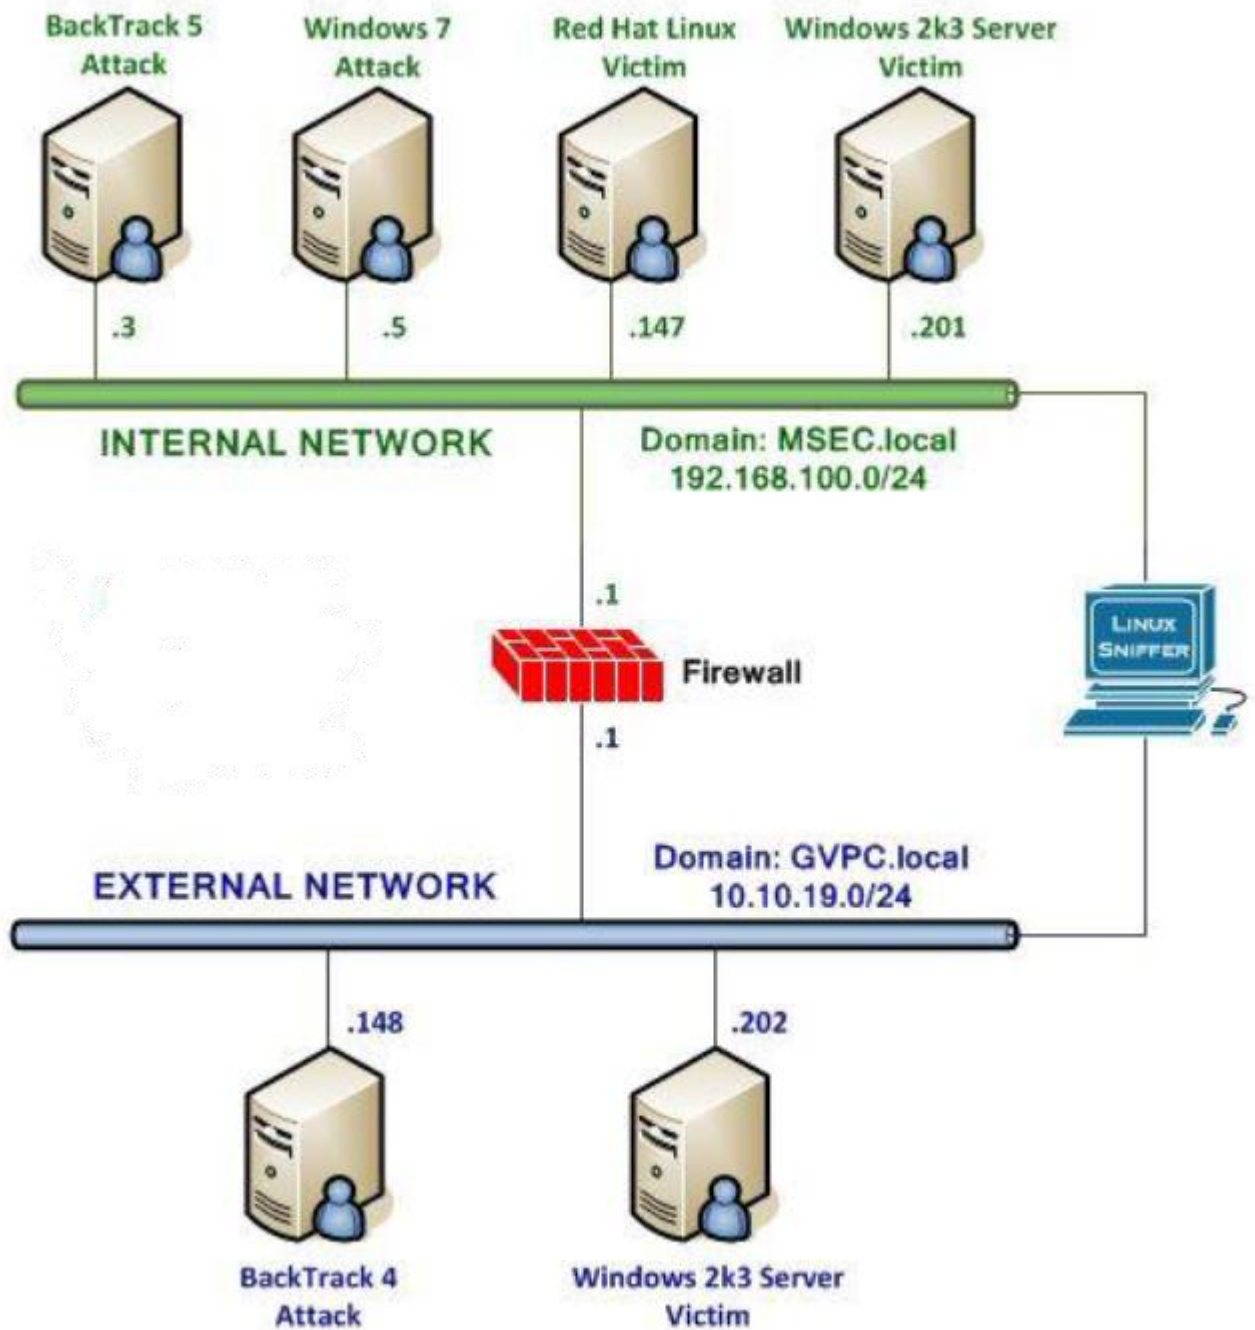 BackTrack 5
Attack
Windows 7
Attack
Red Hat Linux
Victim
Windows 2k3 Server
Victim
.3
.5
.147
.201
INTERNAL NETWORK
Domain: MSEC.local
192.168.100.0/24
.1
Firewall
.1
LINUX
SNIFFER
EXTERNAL NETWORK
Domain: GVPC.local
10.10.19.0/24
.148
.202
BackTrack 4
Attack
Windows 2k3 Server
Victim